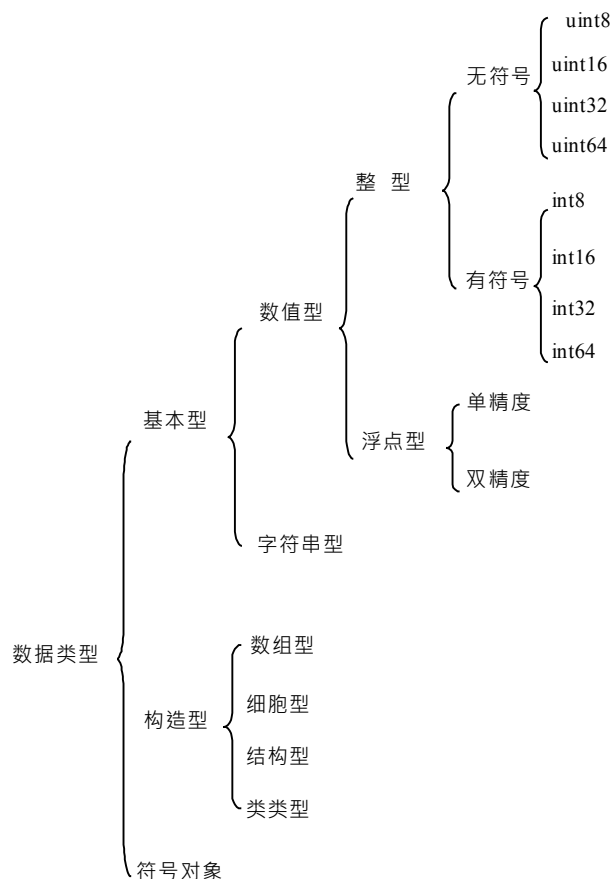 uint8
无符号
uint16
uint32
uint64
整 型
int8
有符号
int16
int32
int64
数值型
基本型
单精度
浮点型
双精度
字符串型
数据类型
数组型
构造型
细胞型
结构型
类类型
符号对象